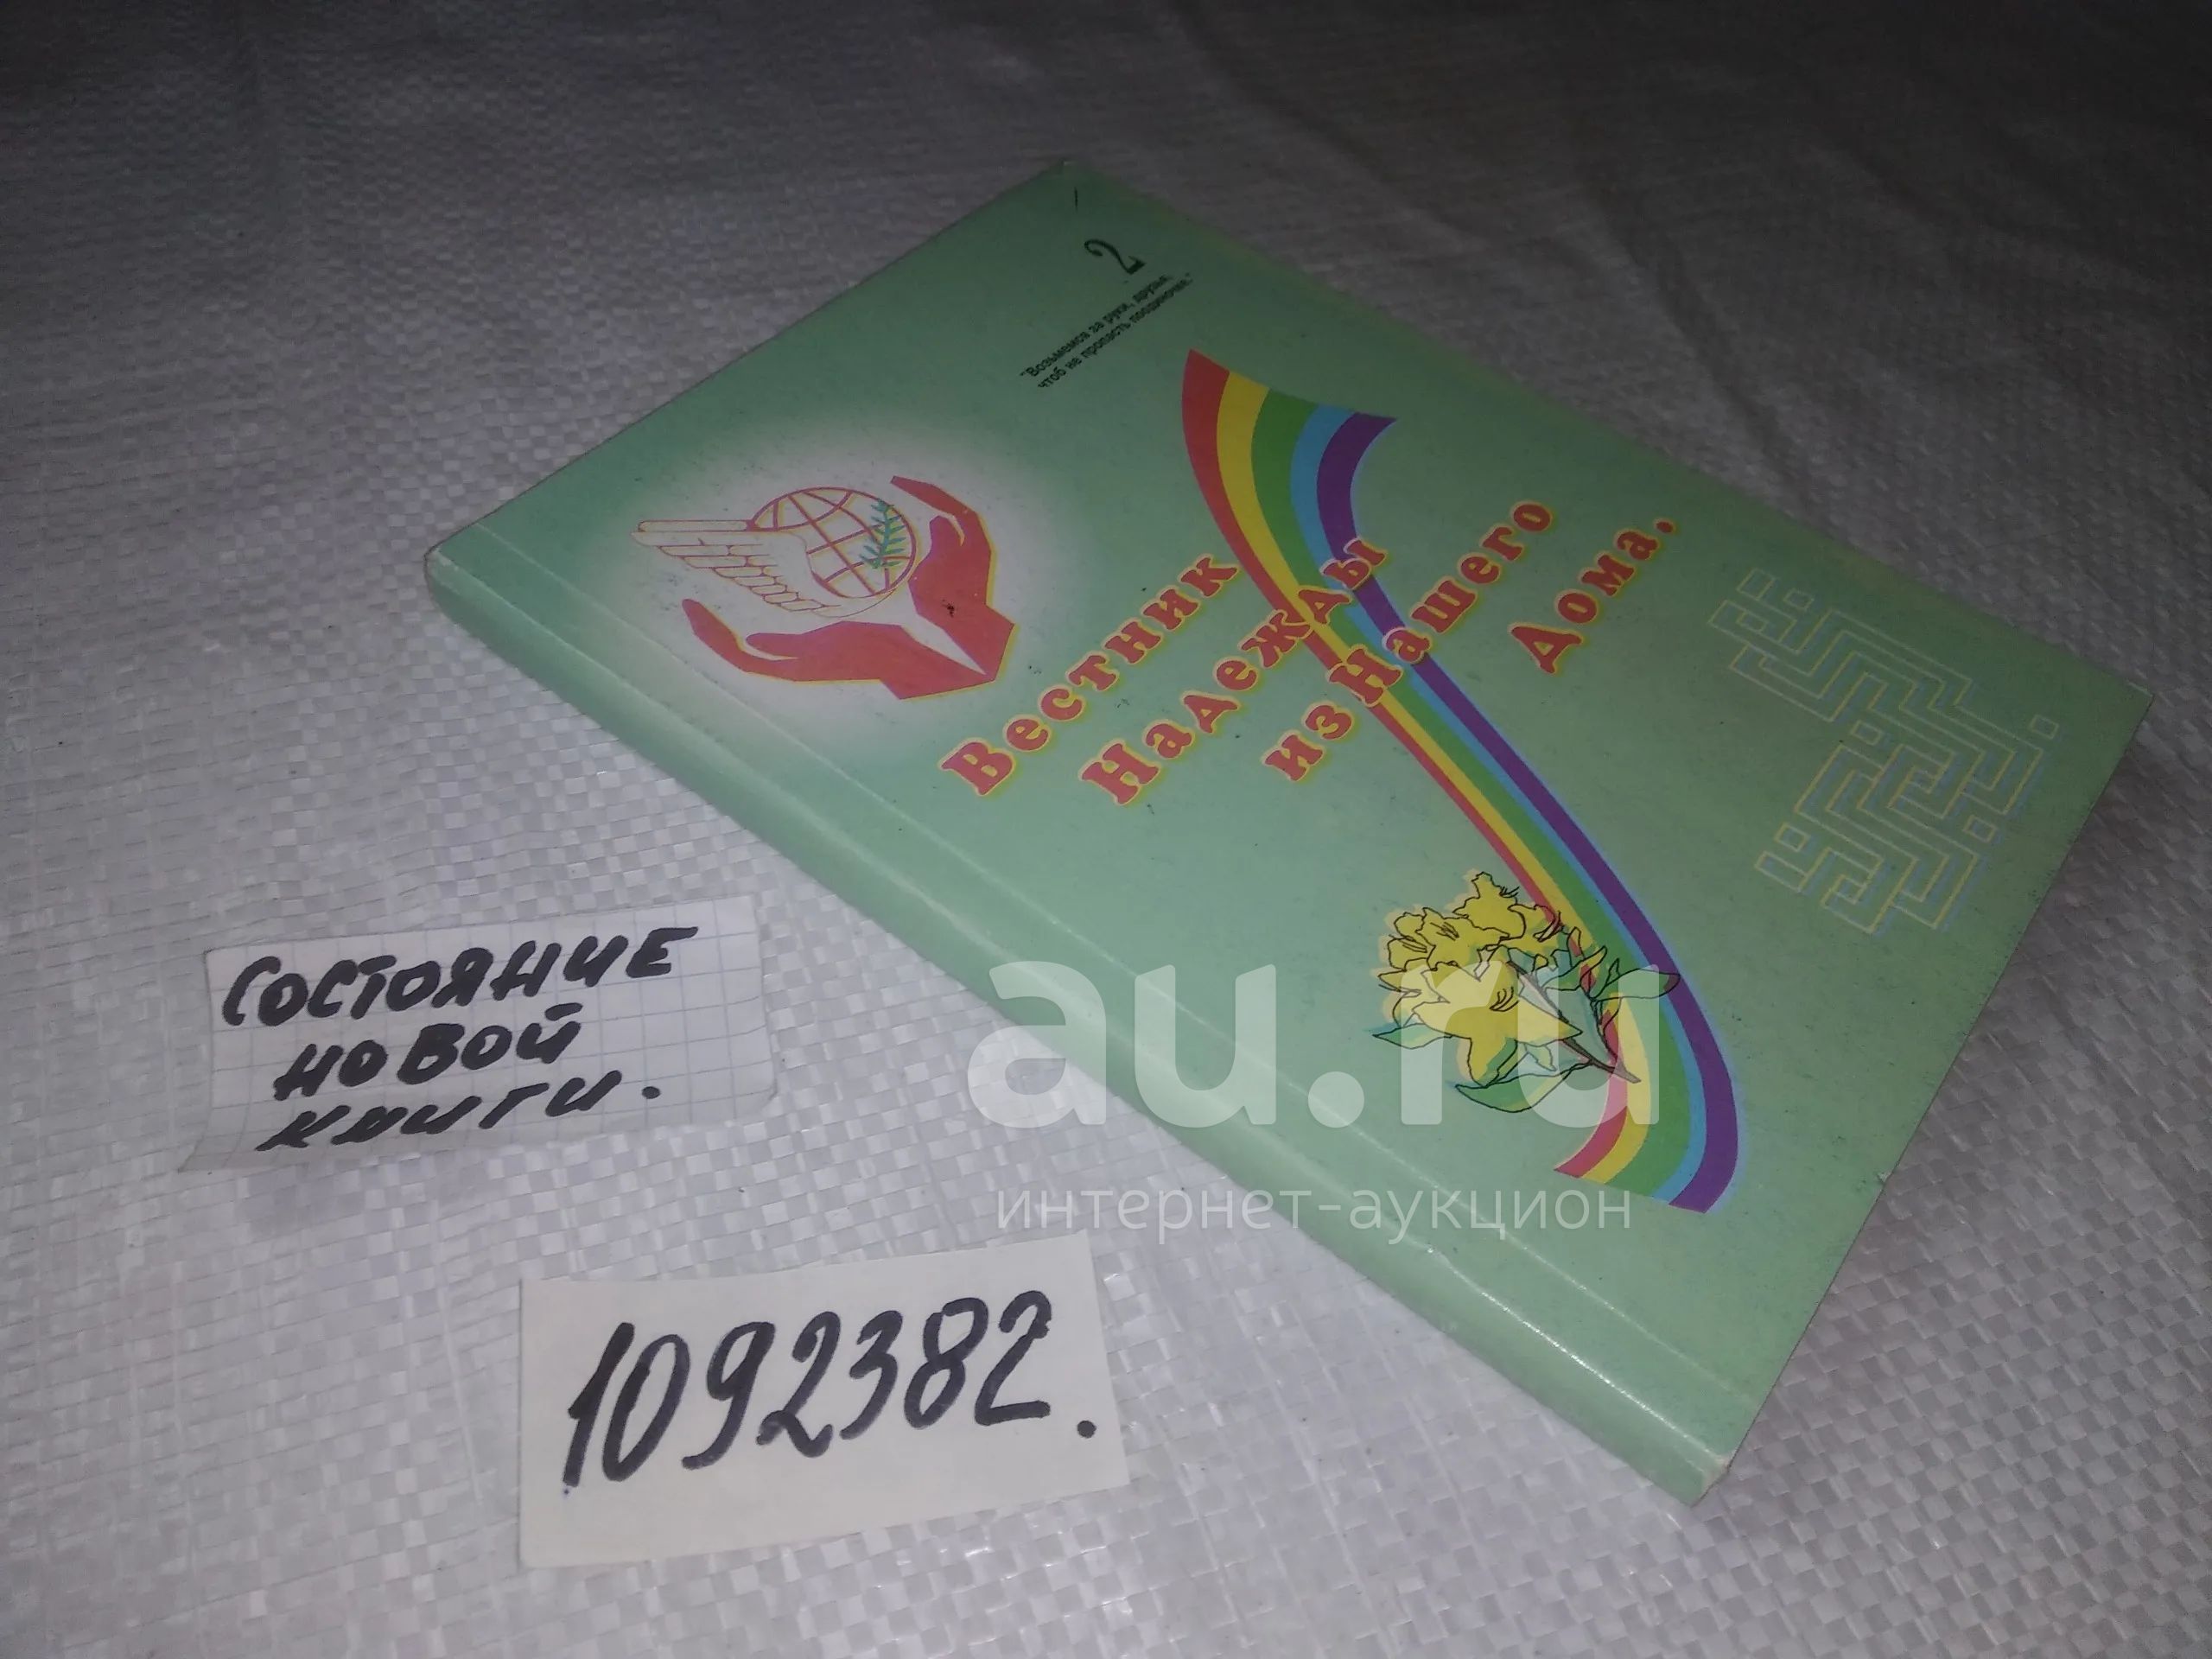 2
"Возьмемся за руки, друзья,
чтоб не пропасть поодиночке."
Вестник
Надежды
из Нашего
Дома.
СОСТОЯНИЕ
НОВОЙ
КНИГИ.
1092382.
au.ru
интернет-аукцион